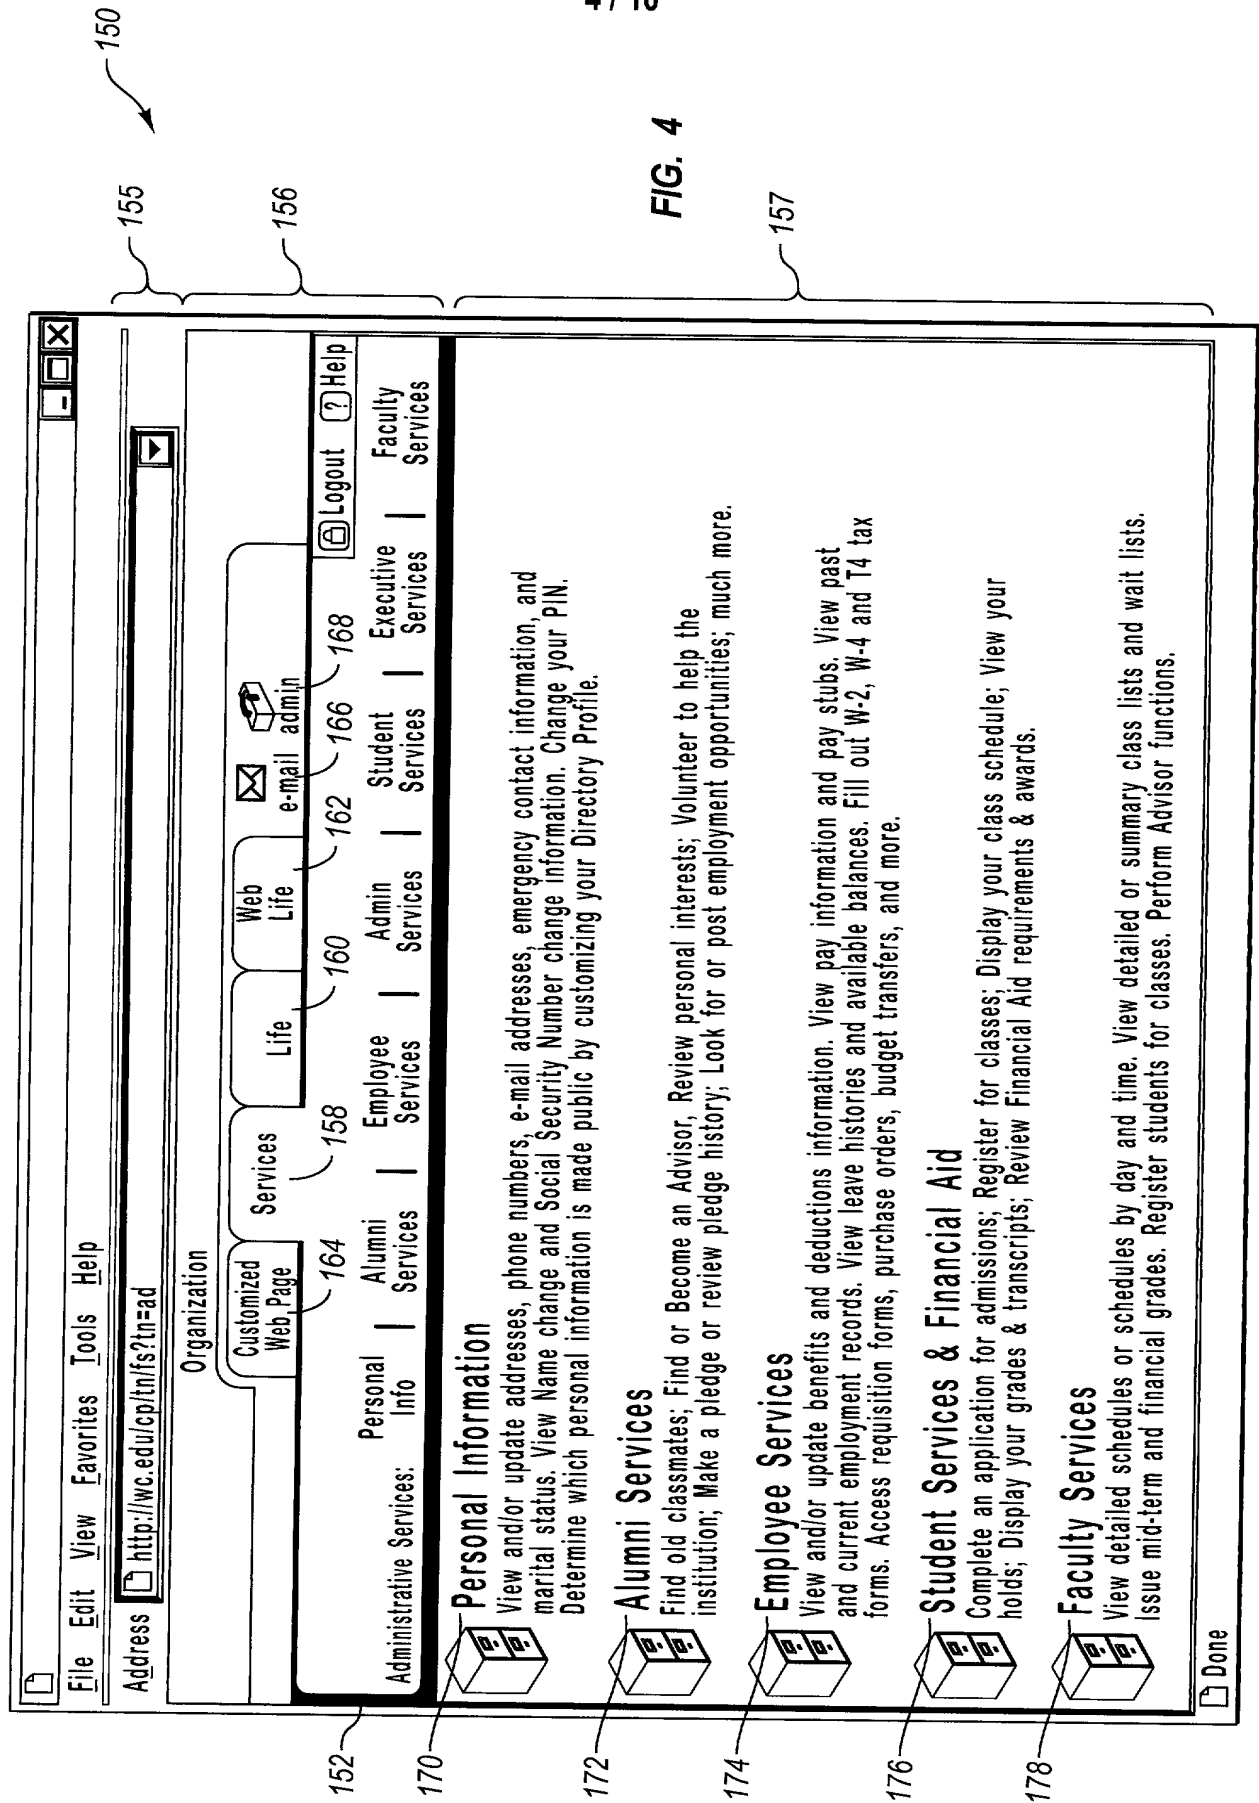 4 / 16
150
155
156
157
FIG. 4
File Edit View Favorites Tools Help
Address http://wc.edu/cp/tn/fs?tn=ad
Organization
Customized
Web Page
Services
Life
Web
Life
e-mail
admin
164
158
160
162
166
168
Logout ? Help
Administrative Services:
Personal
Info
|
Alumni
Services
|
Employee
Services
|
Admin
Services
|
Student
Services
|
Executive
Services
|
Faculty
Services
152
170
Personal Information
View and/or update addresses, phone numbers, e-mail addresses, emergency contact information, and
marital status. View Name change and Social Security Number change information. Change your PIN.
Determine which personal information is made public by customizing your Directory Profile.
172
Alumni Services
Find old classmates; Find or Become an Advisor, Review personal interests; Volunteer to help the
institution; Make a pledge or review pledge history; Look for or post employment opportunities; much more.
174
Employee Services
View and/or update benefits and deductions information. View pay information and pay stubs. View past
and current employment records. View leave histories and available balances. Fill out W-2, W-4 and T4 tax
forms. Access requisition forms, purchase orders, budget transfers, and more.
176
Student Services & Financial Aid
Complete an application for admissions; Register for classes; Display your class schedule; View your
holds; Display your grades & transcripts; Review Financial Aid requirements & awards.
178
Faculty Services
View detailed schedules or schedules by day and time. View detailed or summary class lists and wait lists.
Issue mid-term and financial grades. Register students for classes. Perform Advisor functions.
Done